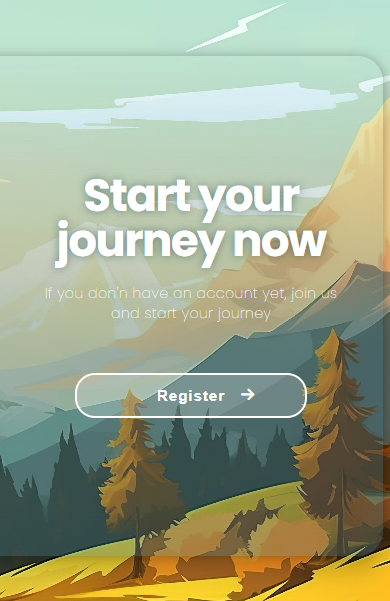 Start your
journey now
If you don'n have an account yet, join us
and start your journey
Register